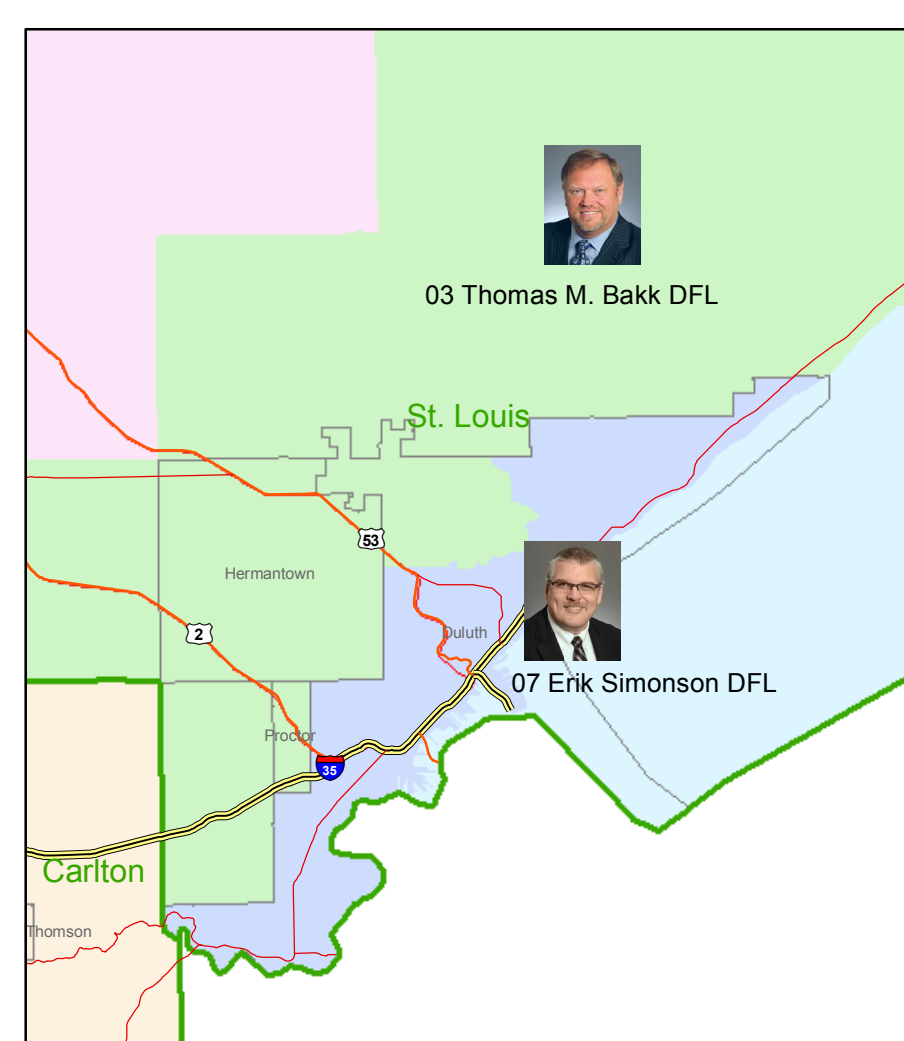 03 Thomas M. Bakk DFL
St. Louis
53
Hermantown
2
Duluth
07 Erik Simonson DFL
Proctor
35
Carlton
Thomson